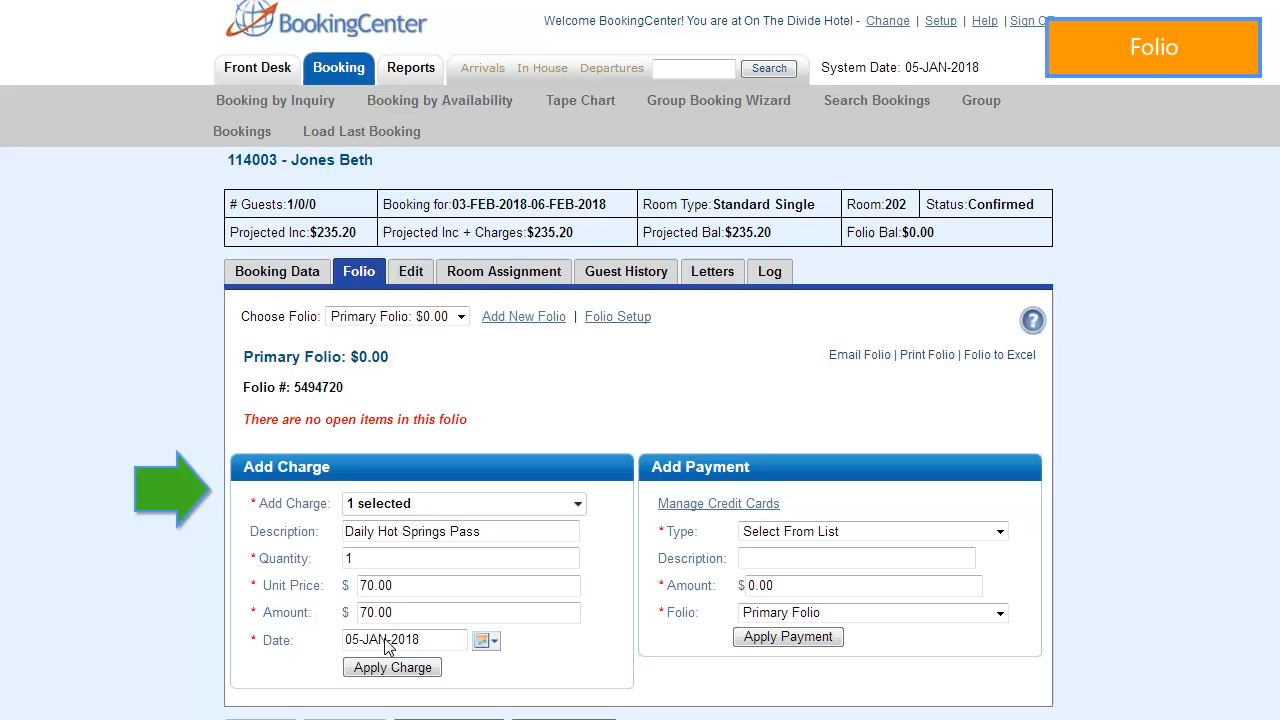 BookingCenter
Welcome BookingCenter! You are at On The Divide Hotel - Change | Setup | Help | Sign
Folio
Front Desk Booking Reports Arrivals In House Departures Search System Date: 05-JAN-2018
Booking by Inquiry Booking by Availability Tape Chart Group Booking Wizard Search Bookings Group
Bookings Load Last Booking
114003 - Jones Beth
# Guests:1/0/0 Booking for:03-FEB-2018-06-FEB-2018 Room Type:Standard Single Room:202 Status:Confirmed
Projected Inc:$235.20 Projected Inc + Charges:$235.20 Projected Bal:$235.20 Folio Bal:$0.00
Booking Data Folio Edit Room Assignment Guest History Letters Log
Choose Folio: Primary Folio: $0.00 Add New Folio | Folio Setup
Primary Folio: $0.00 Email Folio | Print Folio | Folio to Excel
Folio #: 5494720
There are no open items in this folio
Add Charge
* Add Charge: 1 selected
Description: Daily Hot Springs Pass
* Quantity: 1
* Unit Price: $ 70.00
* Amount: $ 70.00
* Date: 05-JAN-2018
Apply Charge
Add Payment
Manage Credit Cards
* Type: Select From List
Description:
* Amount: $ 0.00
* Folio: Primary Folio
Apply Payment